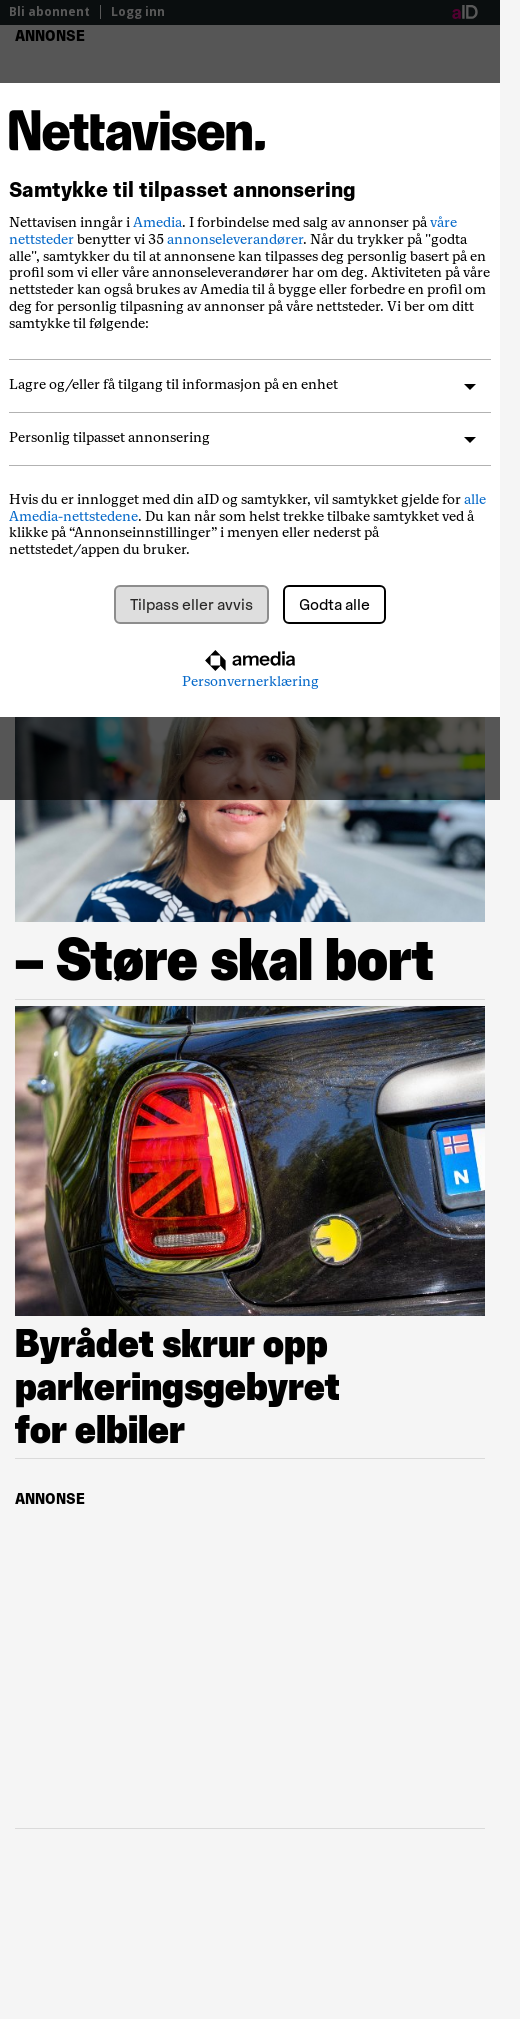 Bli abonnent
Logg inn
aID
ANNONSE
Nettavisen.
Samtykke til tilpasset annonsering
Nettavisen inngår i Amedia. I forbindelse med salg av annonser på våre
nettsteder benytter vi 35 annonseleverandører. Når du trykker på "godta
alle", samtykker du til at annonsene kan tilpasses deg personlig basert på en
profil som vi eller våre annonseleverandører har om deg. Aktiviteten på våre
nettsteder kan også brukes av Amedia til å bygge eller forbedre en profil om
deg for personlig tilpasning av annonser på våre nettsteder. Vi ber om ditt
samtykke til følgende:
Lagre og/eller få tilgang til informasjon på en enhet
Personlig tilpasset annonsering
Hvis du er innlogget med din aID og samtykker, vil samtykket gjelde for alle
Amedia-nettstedene. Du kan når som helst trekke tilbake samtykket ved å
klikke på “Annonseinnstillinger” i menyen eller nederst på
nettstedet/appen du bruker.
Tilpass eller avvis
Godta alle
amedia
Personvernerklæring
– Støre skal bort
N
Byrådet skrur opp
parkeringsgebyret
for elbiler
ANNONSE